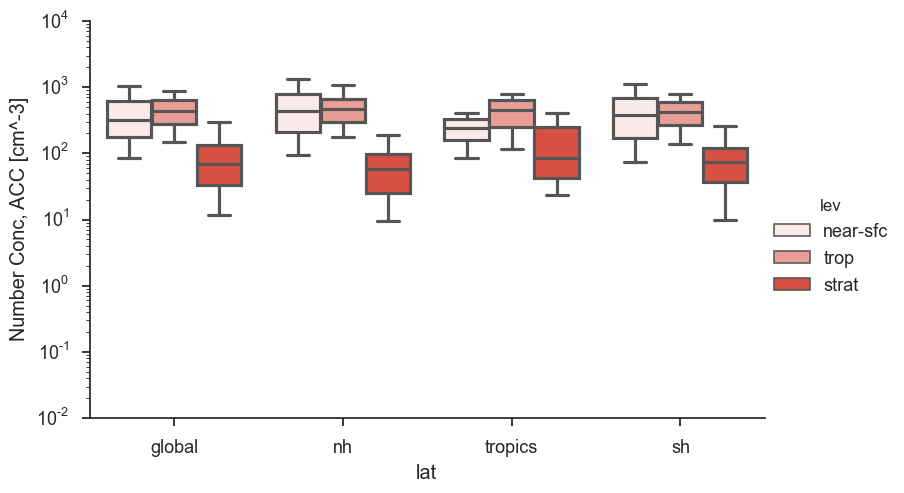 Number Conc, ACC [cm^-3]
10^4
10^3
10^2
10^1
10^0
10^-1
10^-2
global
nh
tropics
sh
lat
lev
near-sfc
trop
strat